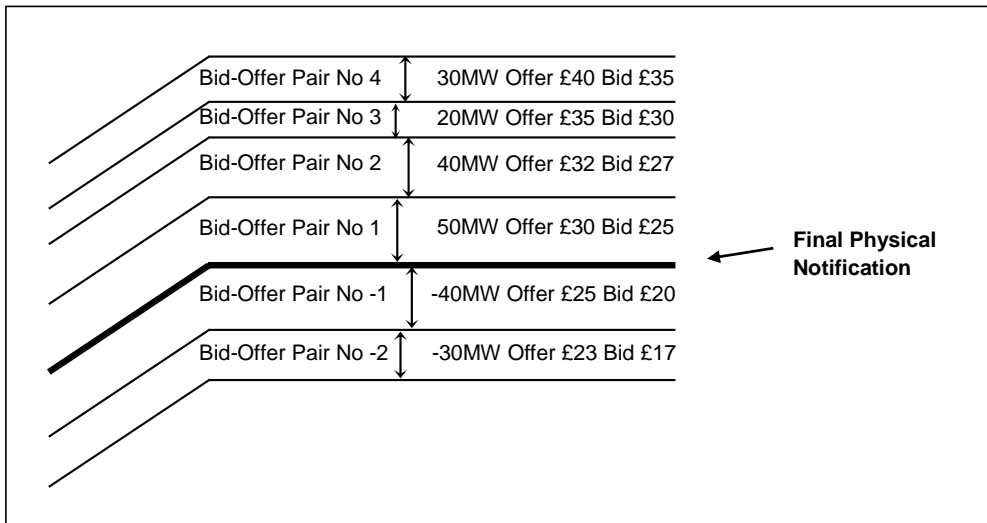 Bid-Offer Pair No 4 30MW Offer £40 Bid £35
Bid-Offer Pair No 3 20MW Offer £35 Bid £30
Bid-Offer Pair No 2 40MW Offer £32 Bid £27
Bid-Offer Pair No 1 50MW Offer £30 Bid £25
Final Physical
Notification
Bid-Offer Pair No -1 -40MW Offer £25 Bid £20
Bid-Offer Pair No -2 -30MW Offer £23 Bid £17